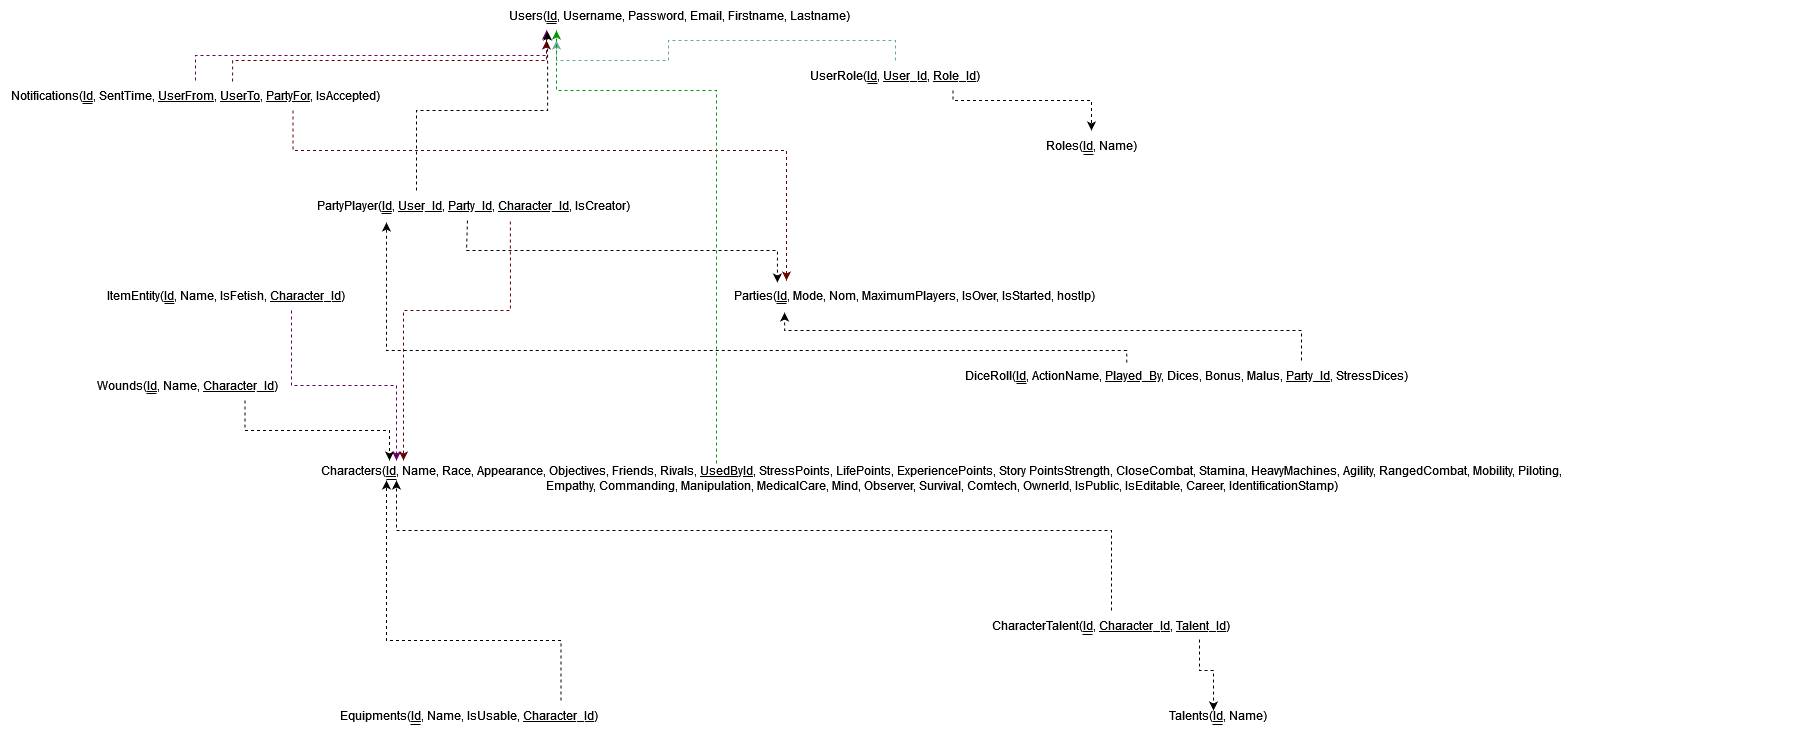 Users(Id, Username, Password, Email, Firstname, Lastname)
UserRole(Id, User_Id, Role_Id)
Notifications(Id, SentTime, UserFrom, UserTo, PartyFor, IsAccepted)
Roles(Id, Name)
PartyPlayer(Id, User_Id, Party_Id, Character_Id, IsCreator)
ItemEntity(Id, Name, IsFetish, Character_Id)
Parties(Id, Mode, Nom, MaximumPlayers, IsOver, IsStarted, hostIp)
DiceRoll(Id, ActionName, Played_By, Dices, Bonus, Malus, Party_Id, StressDices)
Wounds(Id, Name, Character_Id)
Characters(Id, Name, Race, Appearance, Objectives, Friends, Rivals, UsedById, StressPoints, LifePoints, ExperiencePoints, Story PointsStrength, CloseCombat, Stamina, HeavyMachines, Agility, RangedCombat, Mobility, Piloting,
Empathy, Commanding, Manipulation, MedicalCare, Mind, Observer, Survival, Comtech, OwnerId, IsPublic, IsEditable, Career, IdentificationStamp)
CharacterTalent(Id, Character_Id, Talent_Id)
Equipments(Id, Name, IsUsable, Character_Id)
Talents(Id, Name)